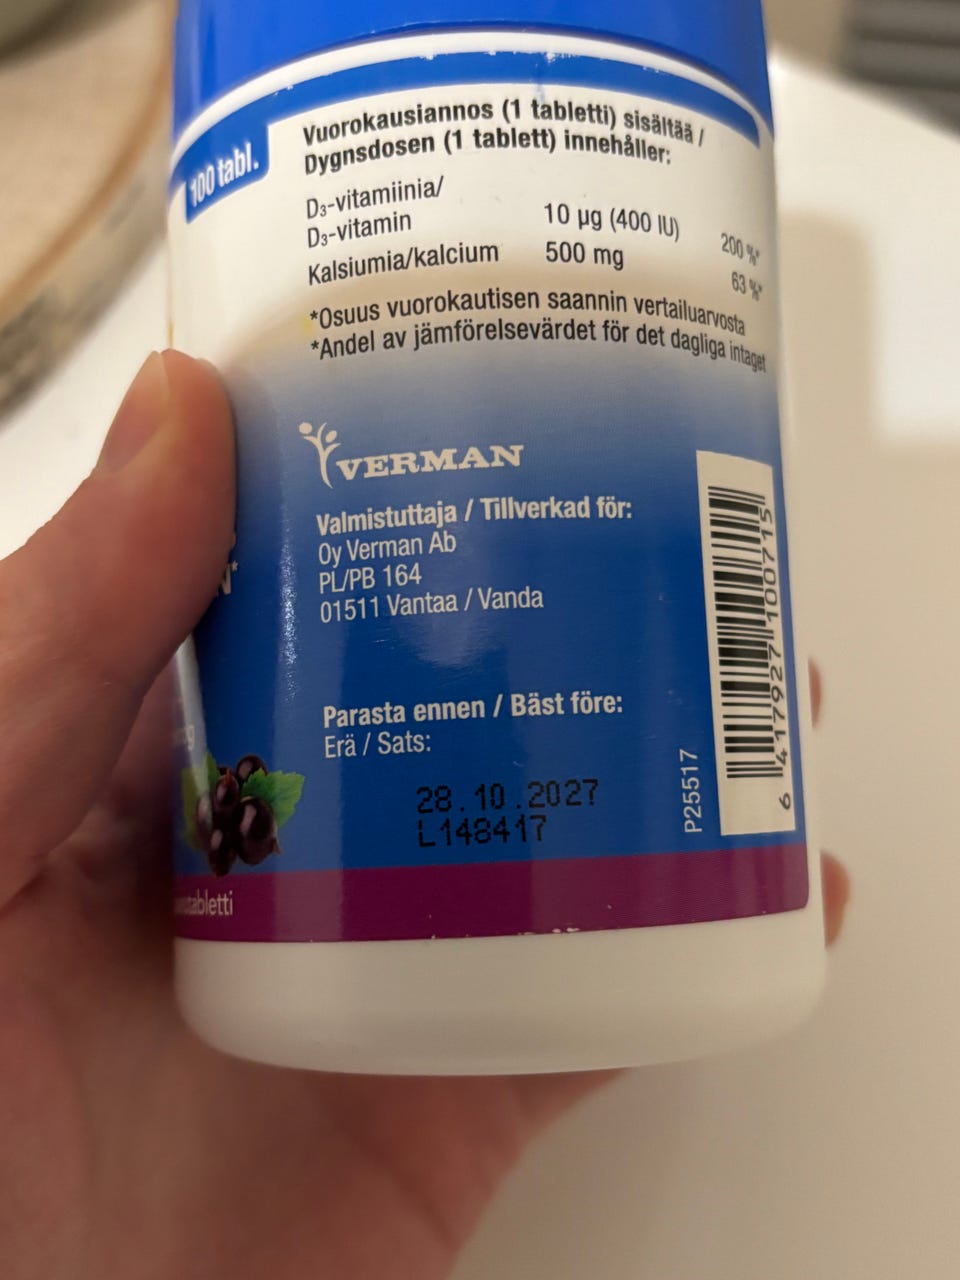 100 tabl.
Vuorokausiannos (1 tabletti) sisältää /
Dygnsdosen (1 tablett) innehåller:
D₃-vitamiinia/
D₃-vitamin 10 µg (400 IU) 200 %*
Kalsiumia/kalcium 500 mg 63 %*
*Osuus vuorokautisen saannin vertailuarvosta
*Andel av jämförelsevärdet för det dagliga intaget
VERMAN
Valmistuttaja / Tillverkad för:
Oy Verman Ab
PL/PB 164
01511 Vantaa / Vanda
Parasta ennen / Bäst före:
Erä / Sats:
28.10.2027
L148417
P25517
6 417927 100715